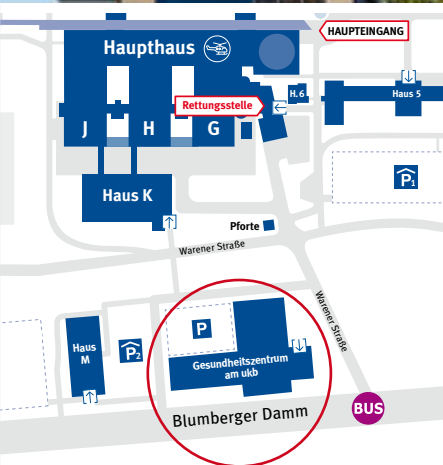 HAUPTEINGANG
Haupthaus
Rettungsstelle
H.6
Haus 5
J
H
G
P1
Haus K
Pforte
Warener Straße
Warener Straße
P
Haus
M
P2
Gesundheitszentrum
am ukb
Blumberger Damm
BUS